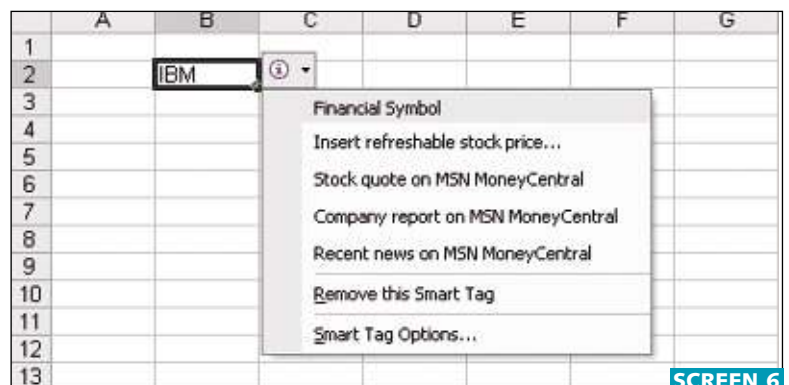 A B C D E F G
1
2 IBM
3 Financial Symbol
4 Insert refreshable stock price...
5
6 Stock quote on MSN MoneyCentral
7 Company report on MSN MoneyCentral
8
9 Recent news on MSN MoneyCentral
10 Remove this Smart Tag
11 Smart Tag Options...
12
13
SCREEN 6